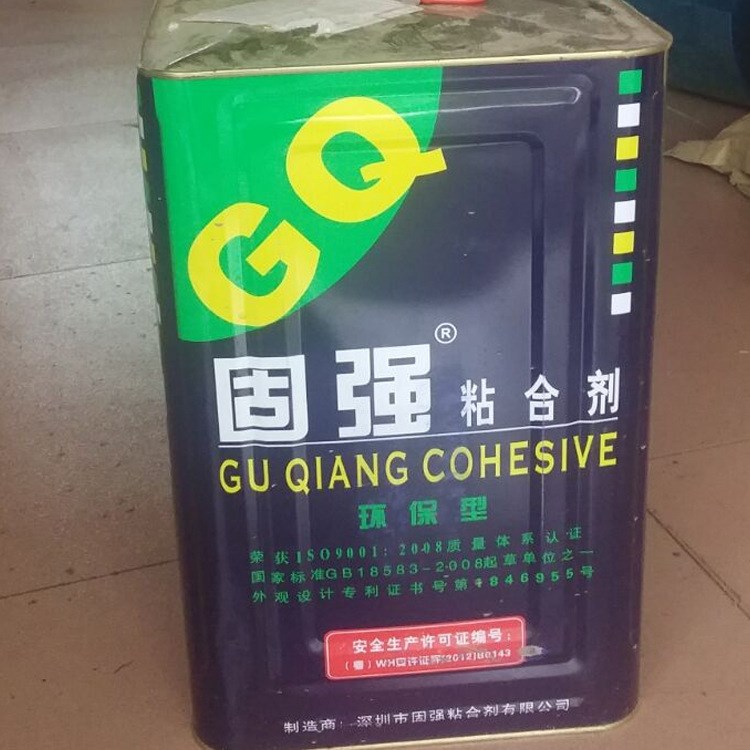 GQ
固强® 粘合剂
GU QIANG COHESIVE
环保型
荣获ISO9001:2008质量体系认证
国家标准GB18583-2008起草单位之一
外观设计专利证书号第1846955号
安全生产许可证编号:
(粤)WH
[2012]B0143
制造商:深圳市固强粘合剂有限公司